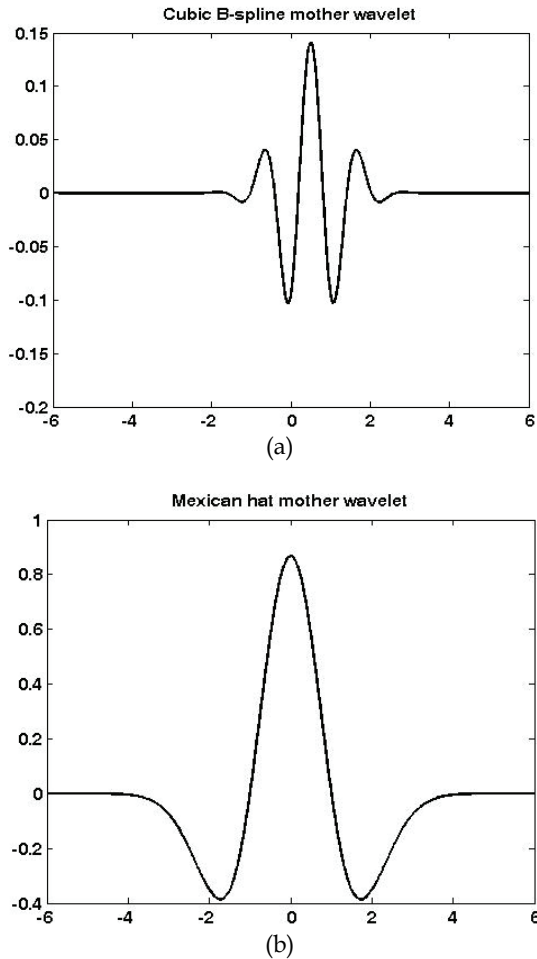 Cubic B-spline mother wavelet
0.15
0.1
0.05
0
-0.05
-0.1
-0.15
-0.2
-6 -4 -2 0 2 4 6
(a)
Mexican hat mother wavelet
1
0.8
0.6
0.4
0.2
0
-0.2
-0.4
-6 -4 -2 0 2 4 6
(b)